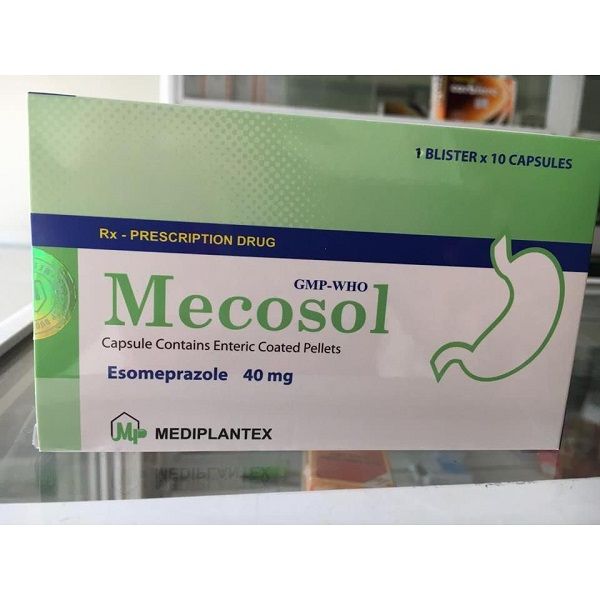 1 BLISTER x 10 CAPSULES
Rx - PRESCRIPTION DRUG
GMP-WHO
Mecosol
Capsule Contains Enteric Coated Pellets
Esomeprazole 40 mg
MP MEDIPLANTEX